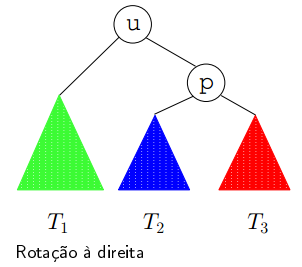 u
p
T₁ T₂ T₃
Rotação à direita